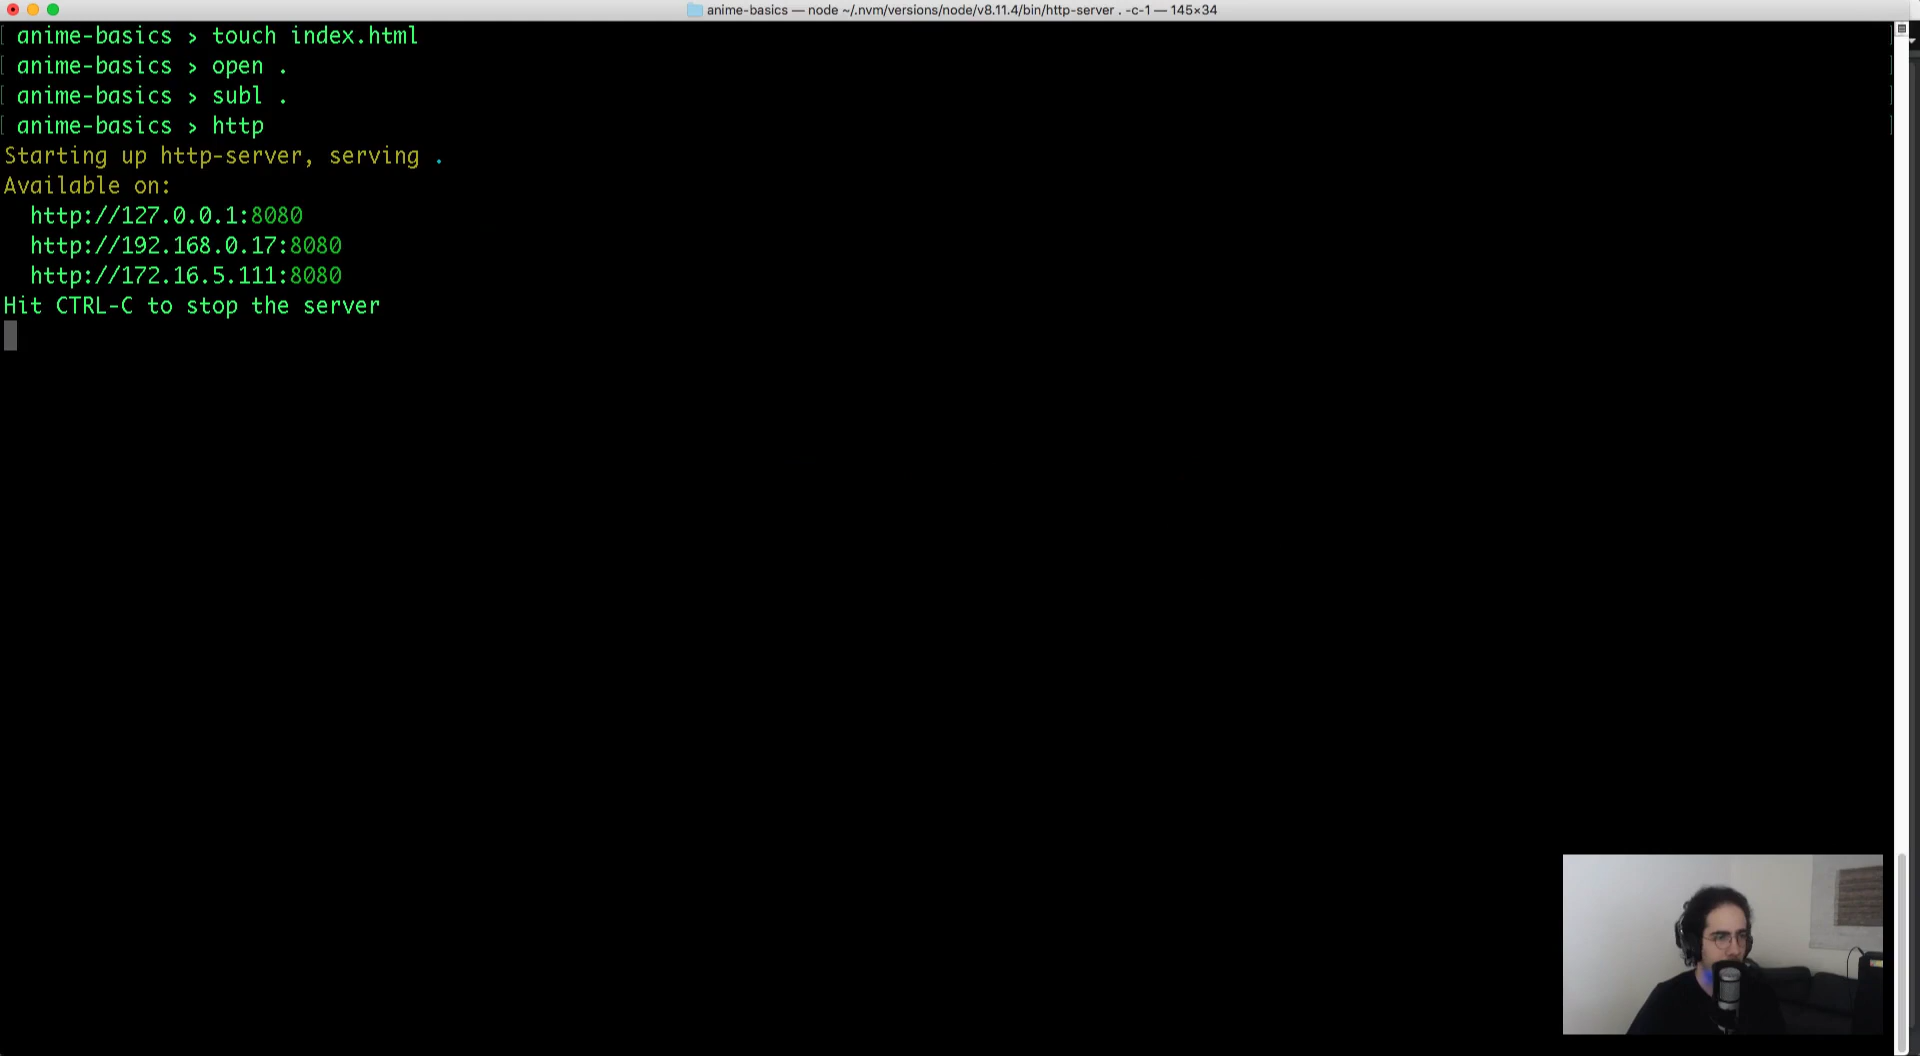 anime-basics — node ~/.nvm/versions/node/v8.11.4/bin/http-server . -c-1 — 145×34
[ anime-basics › touch index.html ]
[ anime-basics › open . ]
[ anime-basics › subl . ]
[ anime-basics › http ]
Starting up http-server, serving .
Available on:
http://127.0.0.1:8080
http://192.168.0.17:8080
http://172.16.5.111:8080
Hit CTRL-C to stop the server